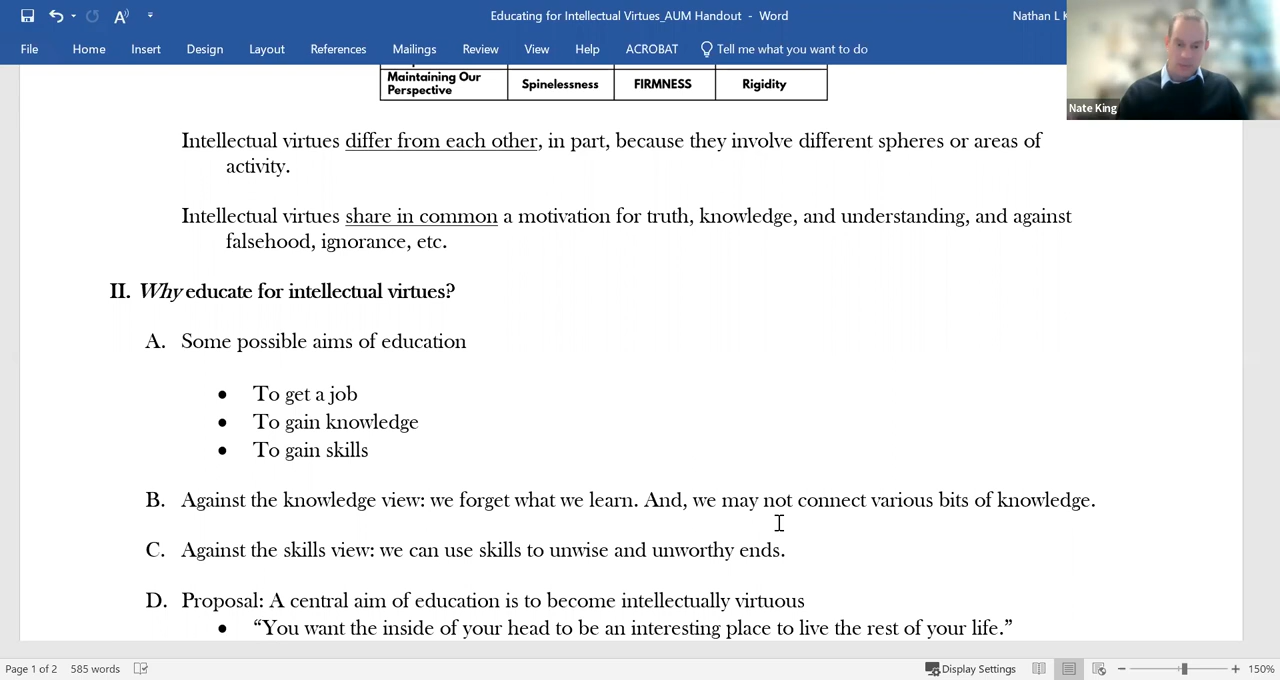 Educating for Intellectual Virtues_AUM Handout - Word
Nathan L K
File Home Insert Design Layout References Mailings Review View Help ACROBAT Tell me what you want to do
Nate King
Maintaining Our
Perspective
Spinelessness FIRMNESS Rigidity
Intellectual virtues differ from each other, in part, because they involve different spheres or areas of
activity.
Intellectual virtues share in common a motivation for truth, knowledge, and understanding, and against
falsehood, ignorance, etc.
II. Why educate for intellectual virtues?
A. Some possible aims of education
• To get a job
• To gain knowledge
• To gain skills
B. Against the knowledge view: we forget what we learn. And, we may not connect various bits of knowledge.
C. Against the skills view: we can use skills to unwise and unworthy ends.
D. Proposal: A central aim of education is to become intellectually virtuous
• “You want the inside of your head to be an interesting place to live the rest of your life.”
Page 1 of 2 585 words Display Settings 150%